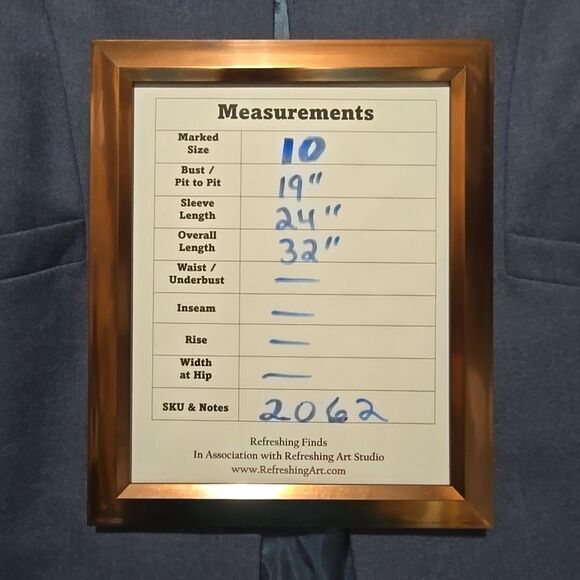 Measurements
Marked
Size
10
Bust /
Pit to Pit
19"
Sleeve
Length
24"
Overall
Length
32"
Waist /
Underbust
—
Inseam
—
Rise
—
Width
at Hip
—
SKU & Notes
2062
Refreshing Finds
In Association with Refreshing Art Studio
www.RefreshingArt.com